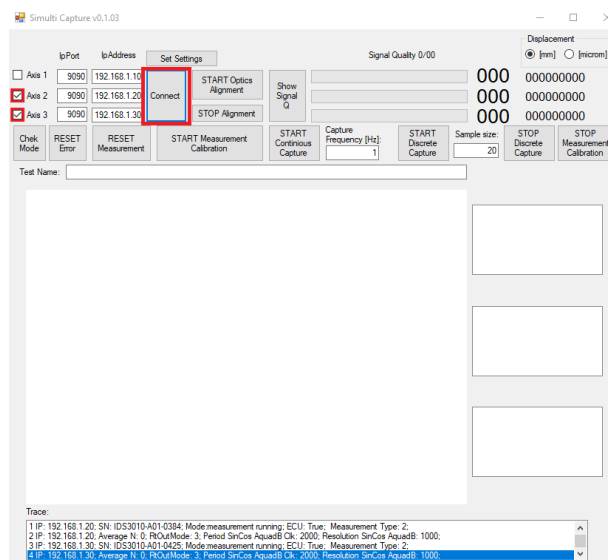 Simulti Capture v0.1.03
Displacement
IpPort IpAddress Set Settings Signal Quality 0/00 [mm] [microm]
Axis 1 9090 192.168.1.10 000 000000000
Axis 2 9090 192.168.1.20 Connect START Optics Alignment Show Signal Q 000 000000000
Axis 3 9090 192.168.1.30 STOP Alignment 000 000000000
Chek Mode RESET Error RESET Measurement START Measurement Calibration START Continious Capture Capture Frequency [Hz]: 1 START Discrete Capture Sample size: 20 STOP Discrete Capture STOP Measurement Calibration
Test Name:
Trace:
1 IP: 192.168.1.20; SN: IDS3010-A01-0384; Mode:measurement running; ECU: True; Measurement Type: 2;
2 IP: 192.168.1.20; Average N: 0; RtOutMode: 3; Period SinCos AquadB Clk: 2000; Resolution SinCos AquadB: 1000;
3 IP: 192.168.1.30; SN: IDS3010-A01-0425; Mode:measurement running; ECU: True; Measurement Type: 2;
4 IP: 192.168.1.30; Average N: 0; RtOutMode: 3; Period SinCos AquadB Clk: 2000; Resolution SinCos AquadB: 1000;